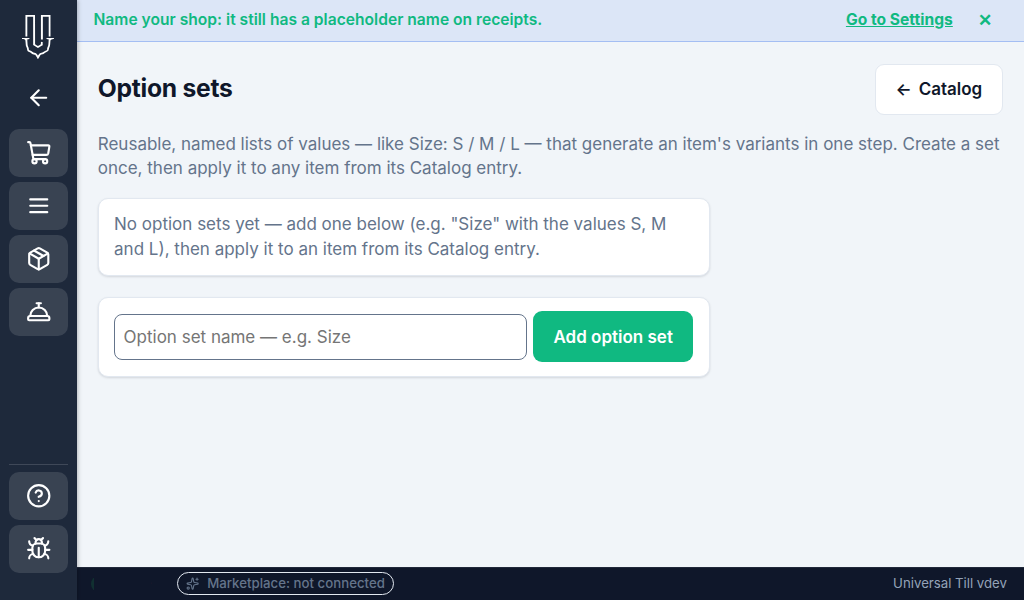 Name your shop: it still has a placeholder name on receipts.
Go to Settings
Option sets
Catalog
Reusable, named lists of values — like Size: S / M / L — that generate an item's variants in one step. Create a set
once, then apply it to any item from its Catalog entry.
No option sets yet — add one below (e.g. "Size" with the values S, M
and L), then apply it to an item from its Catalog entry.
Option set name — e.g. Size
Add option set
Marketplace: not connected
Universal Till vdev